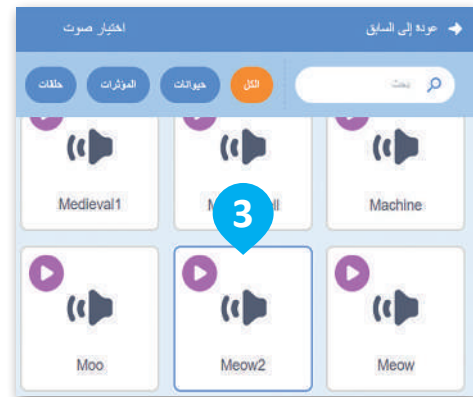 عودة إلى السابق
اختيار صوت
بحث
الكل
حيوانات
المؤثرات
حلقات
Machine
Medieval1
3
Meow
Meow2
Moo